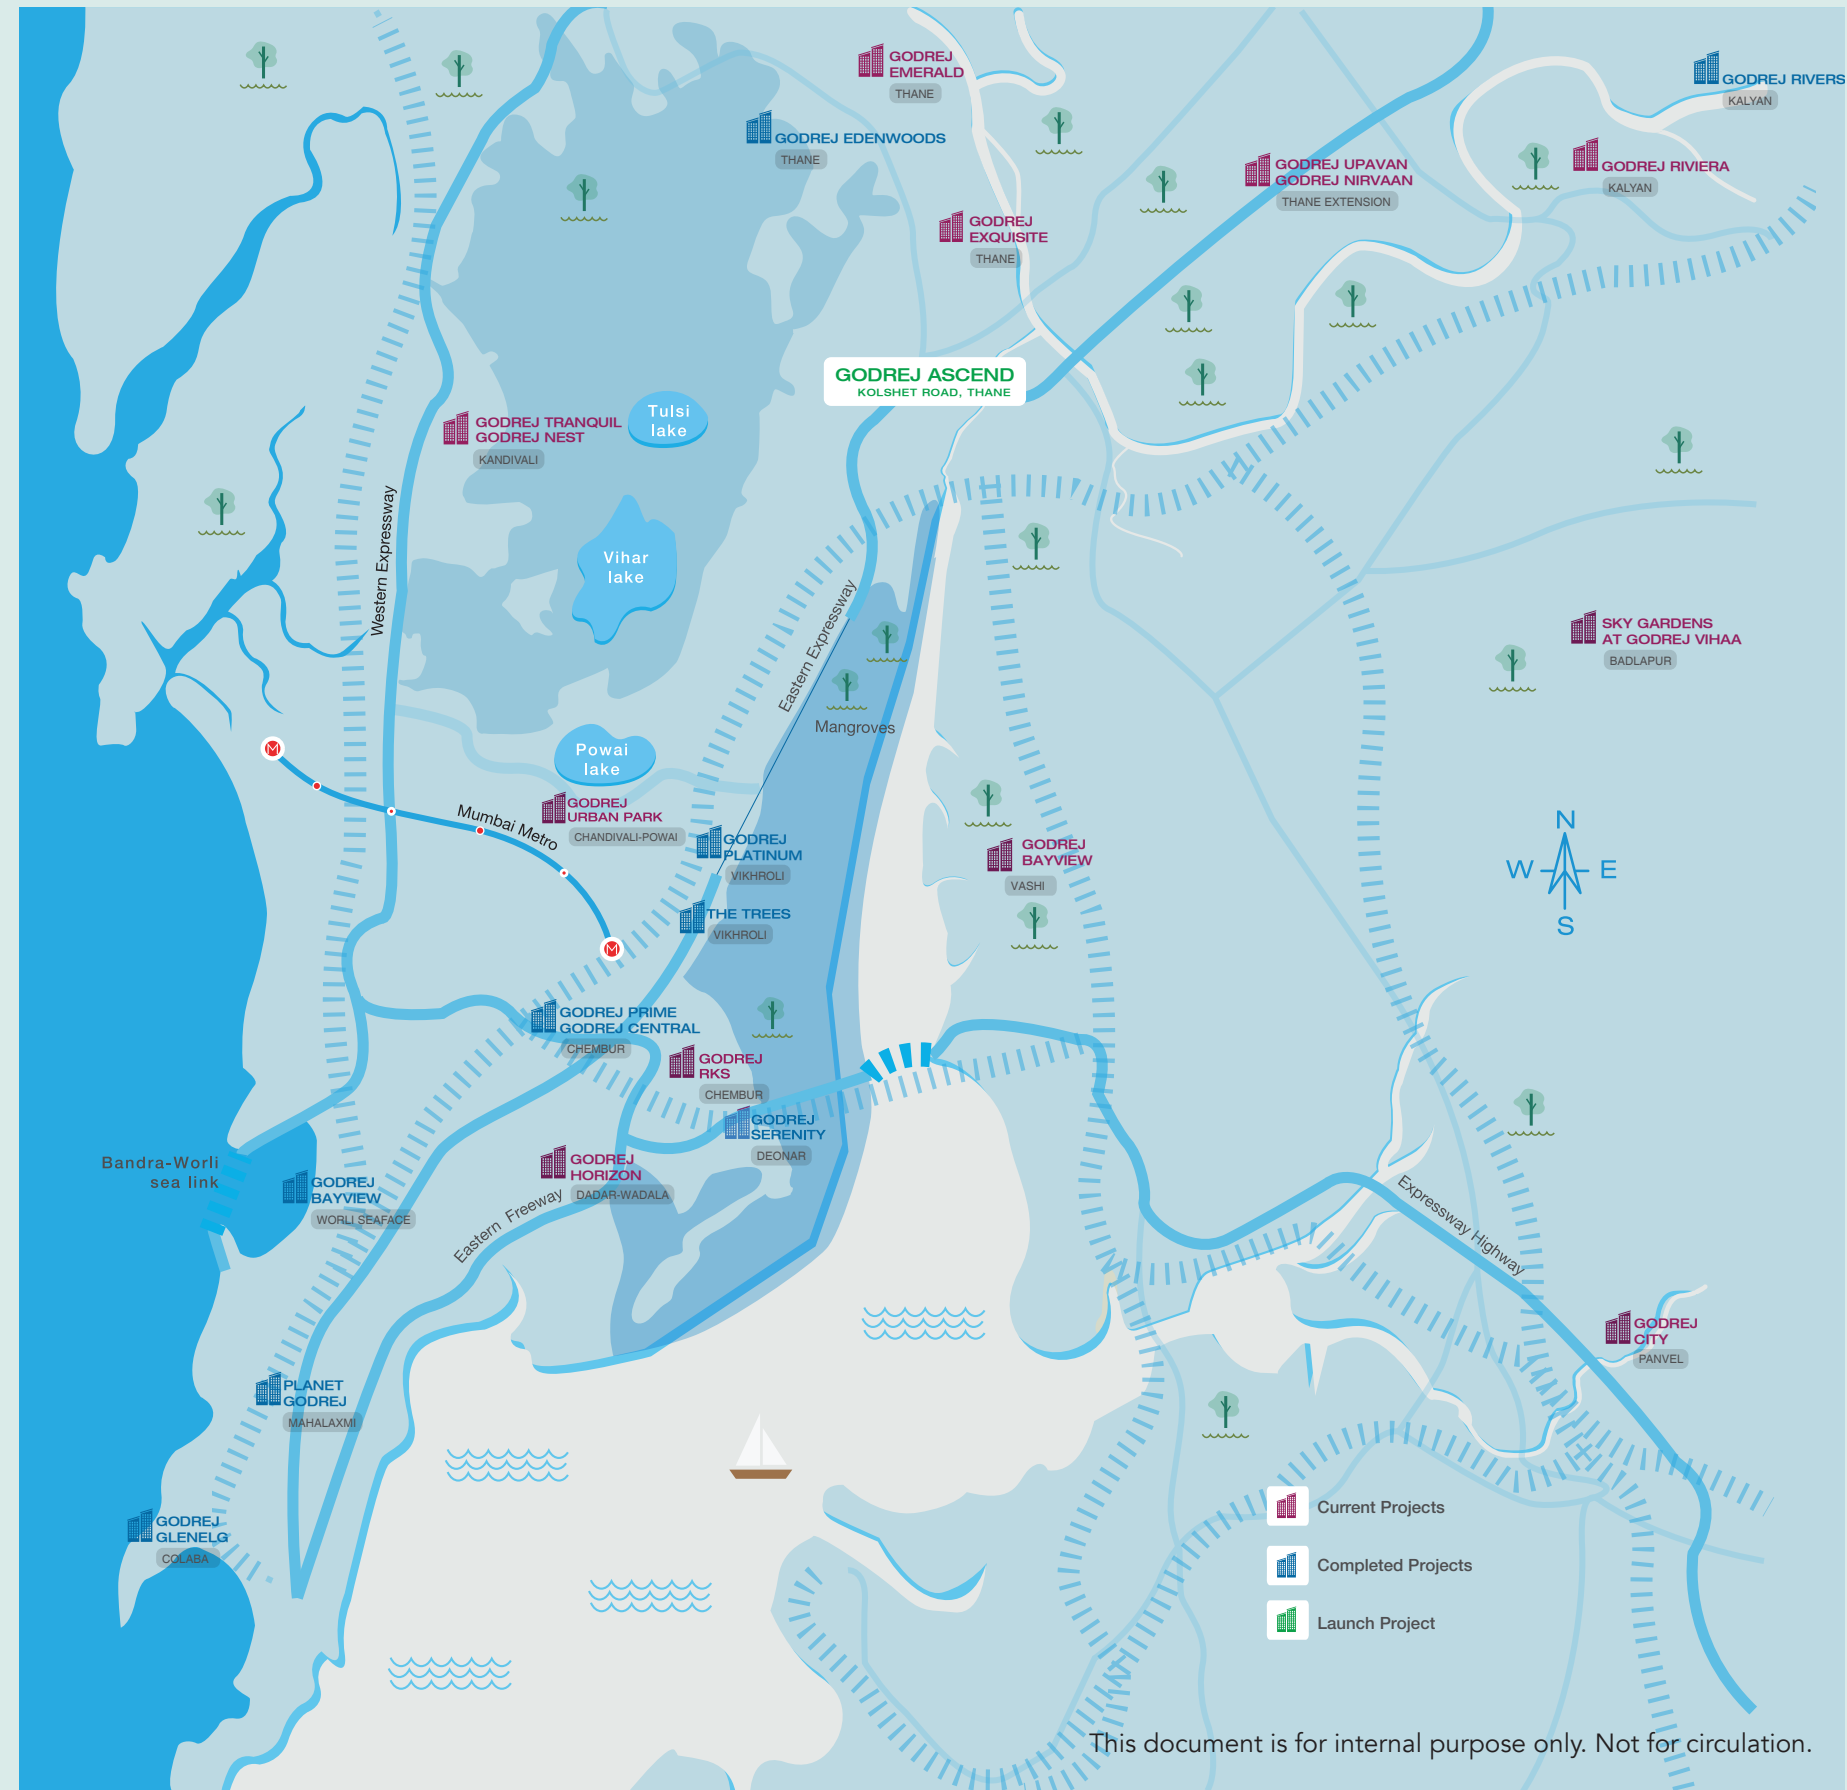 GODREJ
EMERALD
THANE
GODREJ RIVERS
KALYAN
GODREJ EDENWOODS
THANE
GODREJ UPAVAN
GODREJ NIRVAAN
THANE EXTENSION
GODREJ RIVIERA
KALYAN
GODREJ
EXQUISITE
THANE
GODREJ ASCEND
KOLSHET ROAD, THANE
GODREJ TRANQUIL
GODREJ NEST
KANDIVALI
Tulsi
lake
Western Expressway
Vihar
lake
Eastern Expressway
Mangroves
SKY GARDENS
AT GODREJ VIHAA
BADLAPUR
M
Powai
lake
Mumbai Metro
GODREJ
URBAN PARK
CHANDIVALI-POWAI
GODREJ
PLATINUM
VIKHROLI
GODREJ
BAYVIEW
VASHI
N
W
E
S
THE TREES
VIKHROLI
M
GODREJ PRIME
GODREJ CENTRAL
CHEMBUR
GODREJ
RKS
CHEMBUR
GODREJ
SERENITY
DEONAR
Bandra-Worli
sea link
GODREJ
BAYVIEW
WORLI SEAFACE
GODREJ
HORIZON
DADAR-WADALA
Eastern Freeway
Expressway Highway
GODREJ
CITY
PANVEL
PLANET
GODREJ
MAHALAXMI
GODREJ
GLENELG
COLABA
Current Projects
Completed Projects
Launch Project
This document is for internal purpose only. Not for circulation.